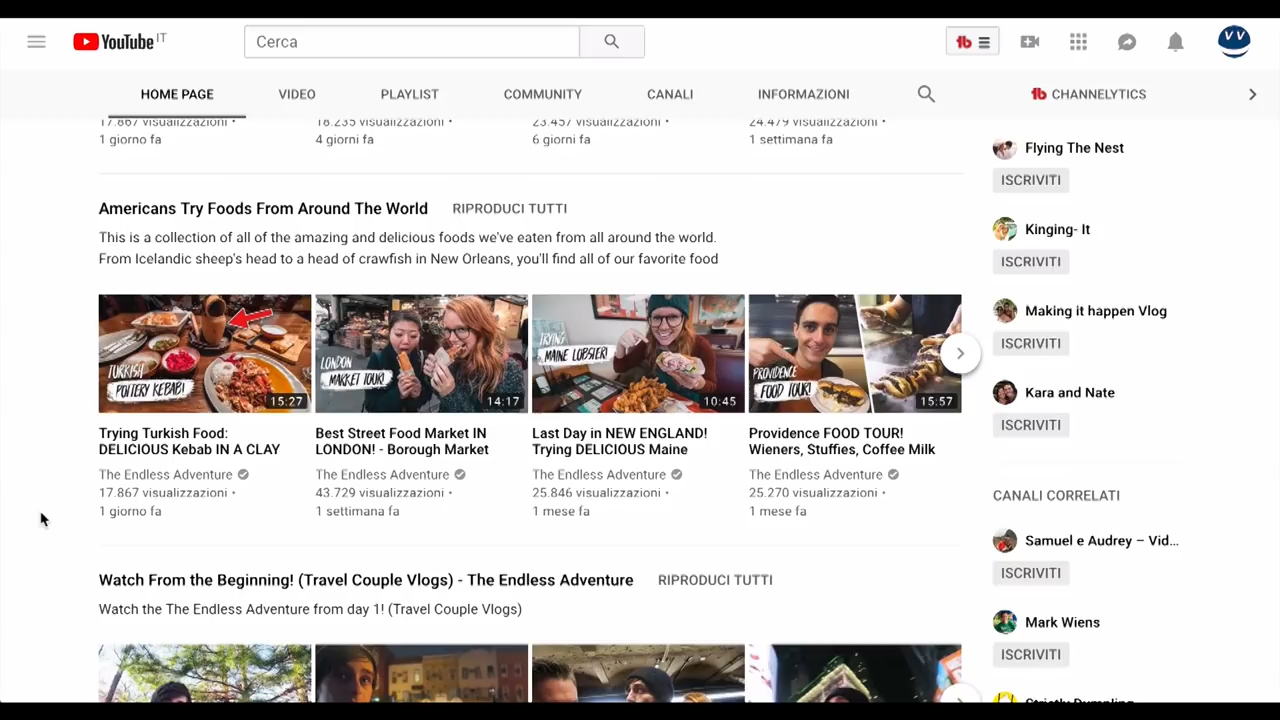 YouTube IT
Cerca
HOME PAGE VIDEO PLAYLIST COMMUNITY CANALI INFORMAZIONI CHANNELYTICS
17.867 visualizzazioni • 18.235 visualizzazioni • 23.457 visualizzazioni • 24.479 visualizzazioni •
1 giorno fa 4 giorni fa 6 giorni fa 1 settimana fa
Americans Try Foods From Around The World RIPRODUCI TUTTI
This is a collection of all of the amazing and delicious foods we've eaten from all around the world.
From Icelandic sheep's head to a head of crawfish in New Orleans, you'll find all of our favorite food
TURKISH
POTTERY KEBAB!
15:27
LONDON
MARKET TOUR!
14:17
TRYING
MAINE LOBSTER!
10:45
PROVIDENCE
FOOD TOUR!
15:57
Trying Turkish Food:
DELICIOUS Kebab IN A CLAY
The Endless Adventure
17.867 visualizzazioni •
1 giorno fa
Best Street Food Market IN
LONDON! - Borough Market
The Endless Adventure
43.729 visualizzazioni •
1 settimana fa
Last Day in NEW ENGLAND!
Trying DELICIOUS Maine
The Endless Adventure
25.846 visualizzazioni •
1 mese fa
Providence FOOD TOUR!
Wieners, Stuffies, Coffee Milk
The Endless Adventure
25.270 visualizzazioni •
1 mese fa
Watch From the Beginning! (Travel Couple Vlogs) - The Endless Adventure RIPRODUCI TUTTI
Watch the The Endless Adventure from day 1! (Travel Couple Vlogs)
Flying The Nest
ISCRIVITI
Kinging- It
ISCRIVITI
Making it happen Vlog
ISCRIVITI
Kara and Nate
ISCRIVITI
CANALI CORRELATI
Samuel e Audrey – Vid...
ISCRIVITI
Mark Wiens
ISCRIVITI
Strictly Dumpling